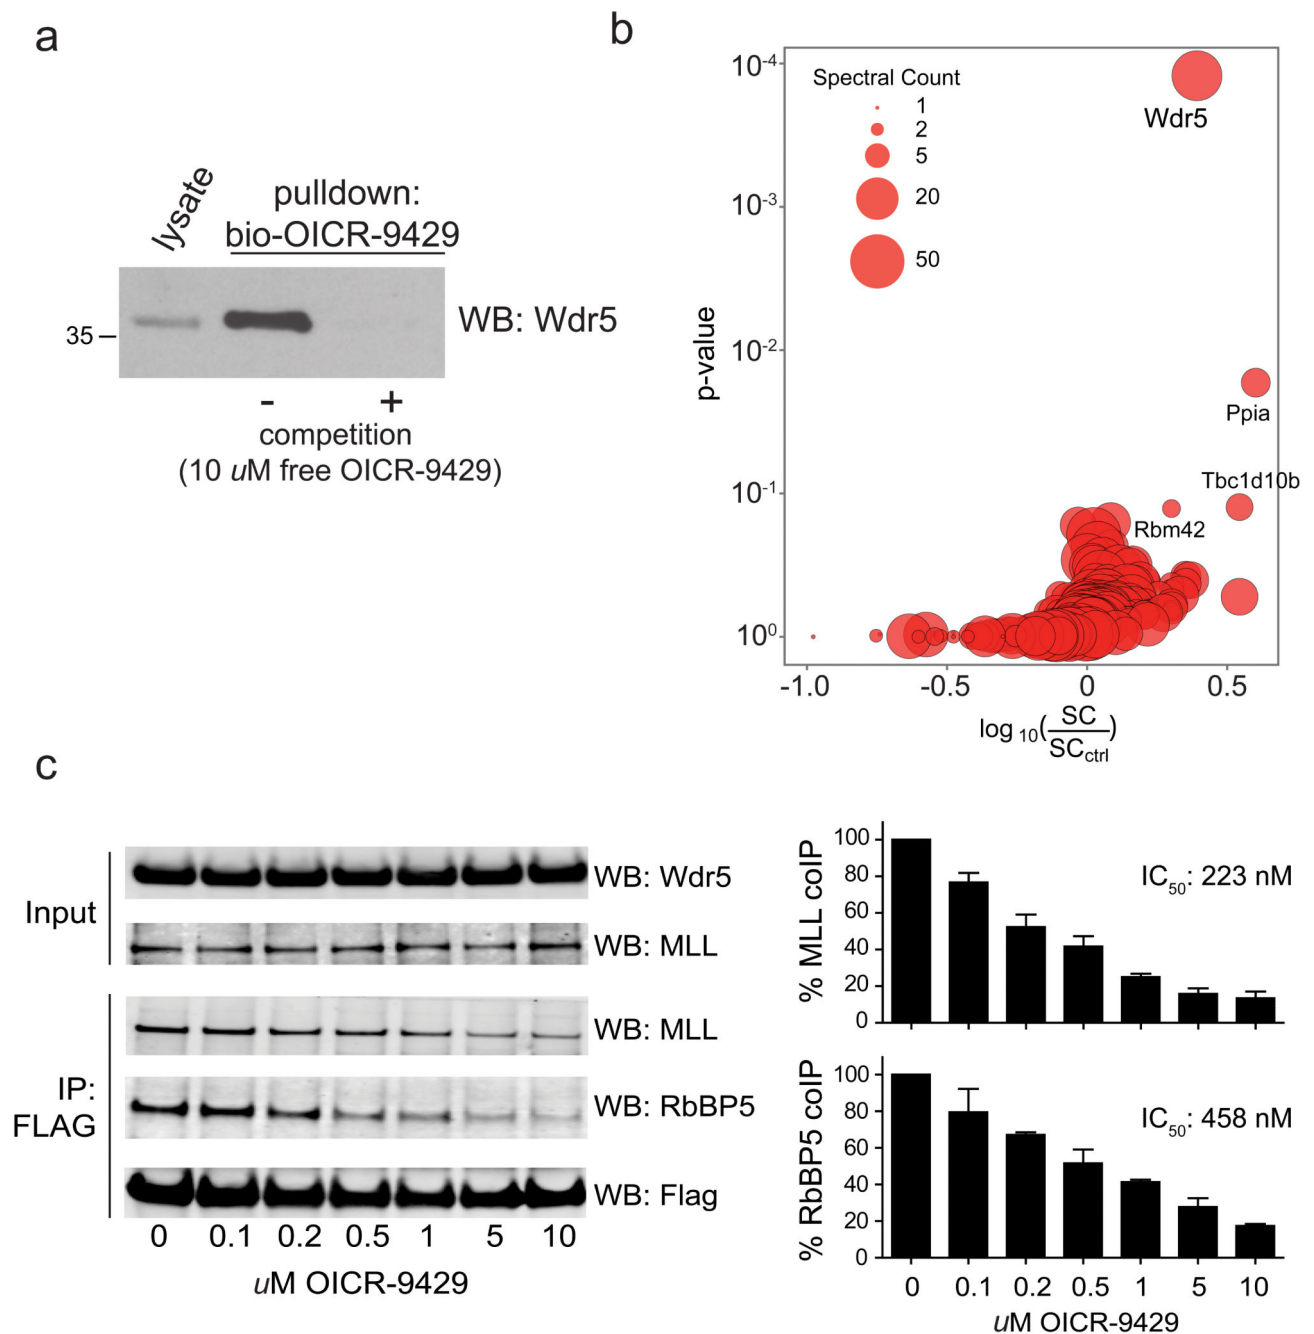 a
lysate
pulldown:
bio-OICR-9429
35
WB: Wdr5
- +
competition
(10 uM free OICR-9429)
b
Spectral Count
1
2
5
20
50
10-4
10-3
10-2
10-1
100
p-value
Wdr5
Ppia
Tbc1d10b
Rbm42
-1.0 -0.5 0 0.5
log 10(SC/SCctrl)
c
Input
WB: Wdr5
WB: MLL
IP:
FLAG
WB: MLL
WB: RbBP5
WB: Flag
0 0.1 0.2 0.5 1 5 10
uM OICR-9429
% MLL coIP
100
80
60
40
20
0
IC50: 223 nM
% RbBP5 coIP
100
80
60
40
20
0
IC50: 458 nM
0 0.1 0.2 0.5 1 5 10
uM OICR-9429